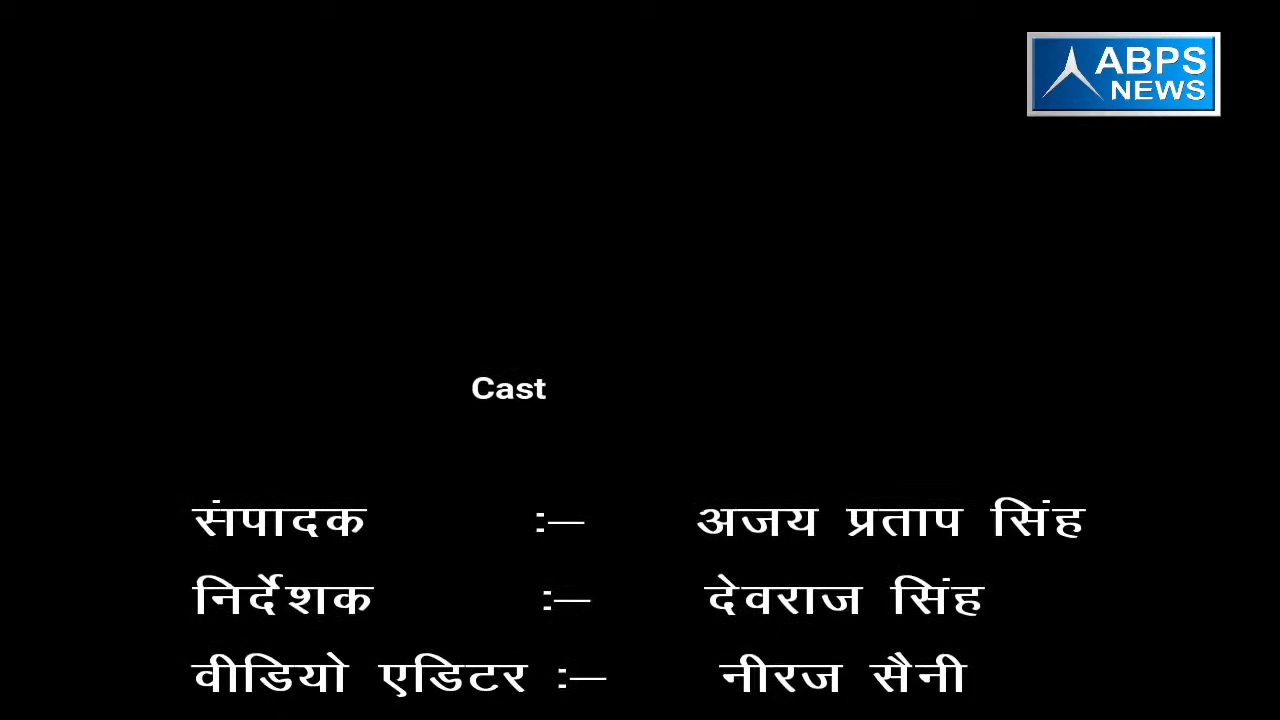 ABPS
NEWS
Cast
संपादक :— अजय प्रताप सिंह
निर्देशक :— देवराज सिंह
वीडियो एडिटर :— नीरज सैनी